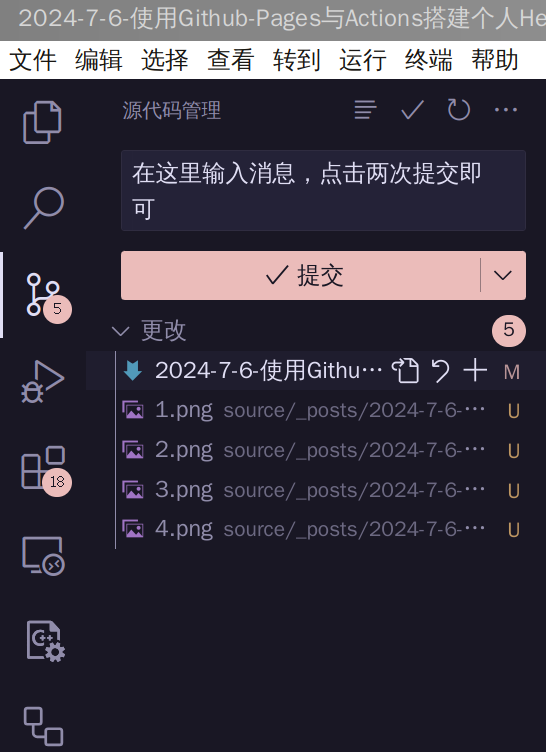 2024-7-6-使用Github-Pages与Actions搭建个人He
文件 编辑 选择 查看 转到 运行 终端 帮助
源代码管理
在这里输入消息，点击两次提交即
可
提交
更改 5
2024-7-6-使用Githu··· M
1.png source/_posts/2024-7-6-··· U
2.png source/_posts/2024-7-6-··· U
3.png source/_posts/2024-7-6-··· U
4.png source/_posts/2024-7-6-··· U
5
18
C++